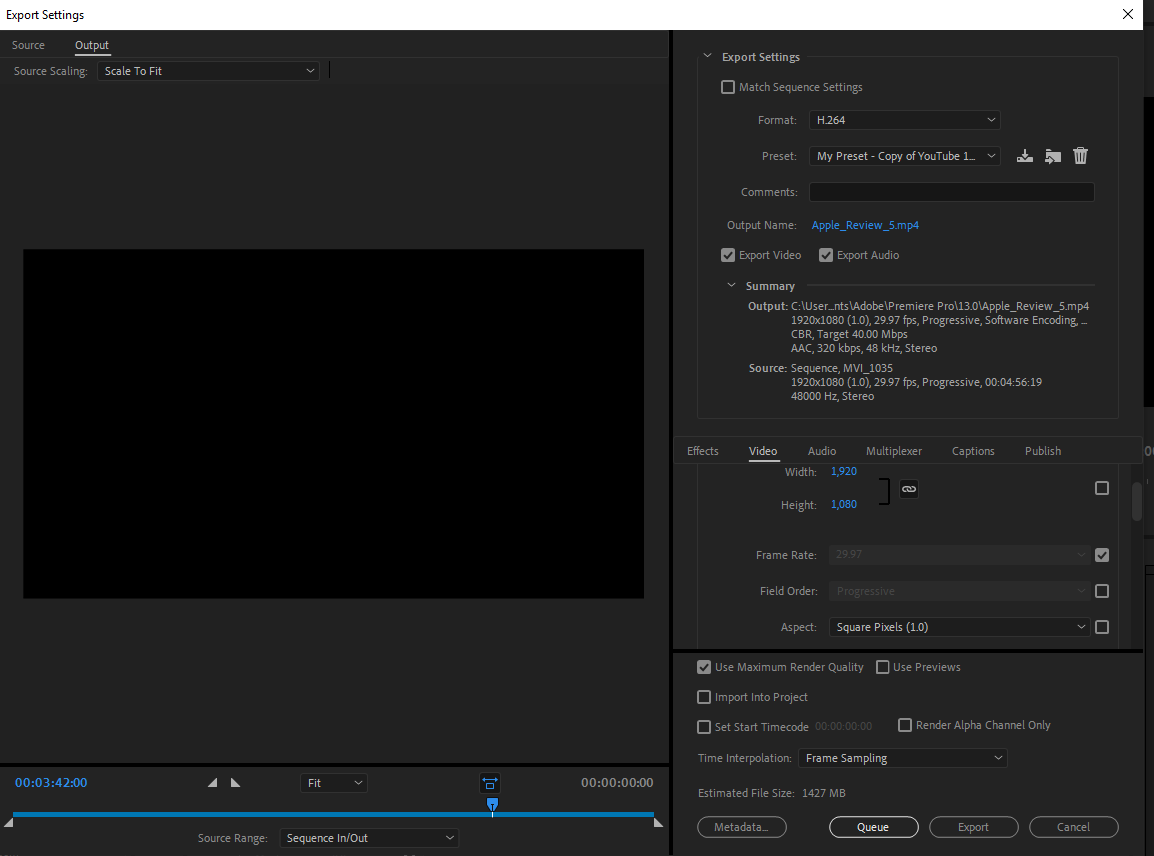 Export Settings
Source
Output
Source Scaling:
Scale To Fit
Export Settings
Match Sequence Settings
Format:
H.264
Preset:
My Preset - Copy of YouTube 1...
Comments:
Output Name:
Apple_Review_5.mp4
Export Video
Export Audio
Summary
Output: C:\User...nts\Adobe\Premiere Pro\13.0\Apple_Review_5.mp4
1920x1080 (1.0), 29.97 fps, Progressive, Software Encoding, ...
CBR, Target 40.00 Mbps
AAC, 320 kbps, 48 kHz, Stereo
Source: Sequence, MVI_1035
1920x1080 (1.0), 29.97 fps, Progressive, 00:04:56:19
48000 Hz, Stereo
Effects
Video
Audio
Multiplexer
Captions
Publish
Width:
1,920
Height:
1,080
Frame Rate:
29.97
Field Order:
Progressive
Aspect:
Square Pixels (1.0)
Use Maximum Render Quality
Use Previews
Import Into Project
Set Start Timecode
00:00:00:00
Render Alpha Channel Only
Time Interpolation:
Frame Sampling
Estimated File Size:
1427 MB
Metadata...
Queue
Export
Cancel
00:03:42:00
Fit
00:00:00:00
Source Range:
Sequence In/Out